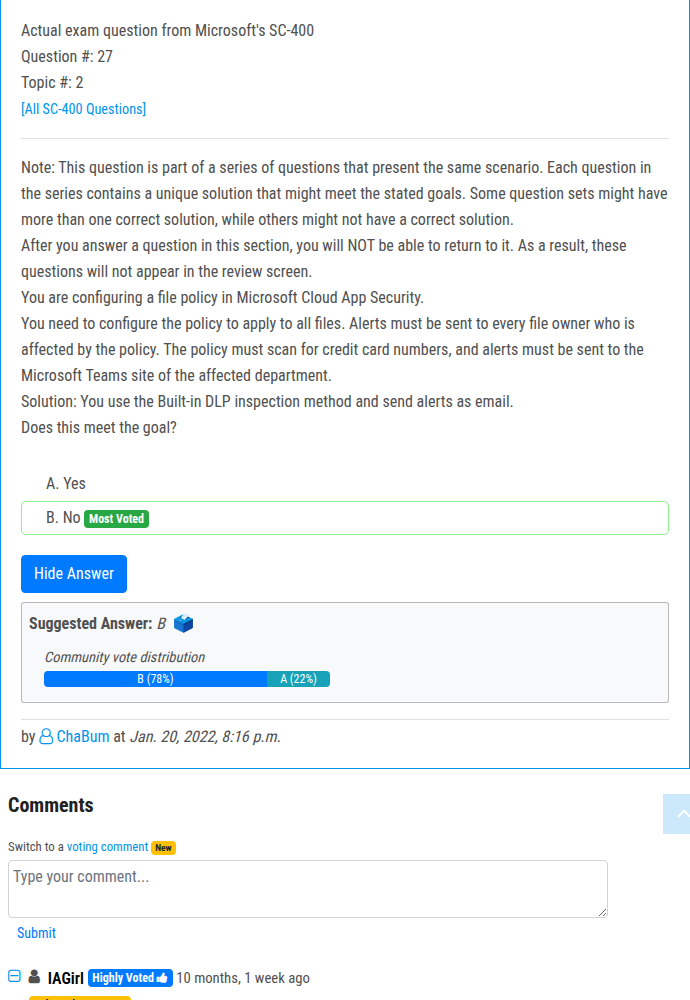 Actual exam question from Microsoft's SC-400
Question #: 27
Topic #: 2
[All SC-400 Questions]
Note: This question is part of a series of questions that present the same scenario. Each question in
the series contains a unique solution that might meet the stated goals. Some question sets might have
more than one correct solution, while others might not have a correct solution.
After you answer a question in this section, you will NOT be able to return to it. As a result, these
questions will not appear in the review screen.
You are configuring a file policy in Microsoft Cloud App Security.
You need to configure the policy to apply to all files. Alerts must be sent to every file owner who is
affected by the policy. The policy must scan for credit card numbers, and alerts must be sent to the
Microsoft Teams site of the affected department.
Solution: You use the Built-in DLP inspection method and send alerts as email.
Does this meet the goal?
A. Yes
B. No Most Voted
Hide Answer
Suggested Answer: B
Community vote distribution
B (78%) A (22%)
by ChaBum at Jan. 20, 2022, 8:16 p.m.
Comments
Switch to a voting comment New
Type your comment...
Submit
IAGirl Highly Voted 10 months, 1 week ago